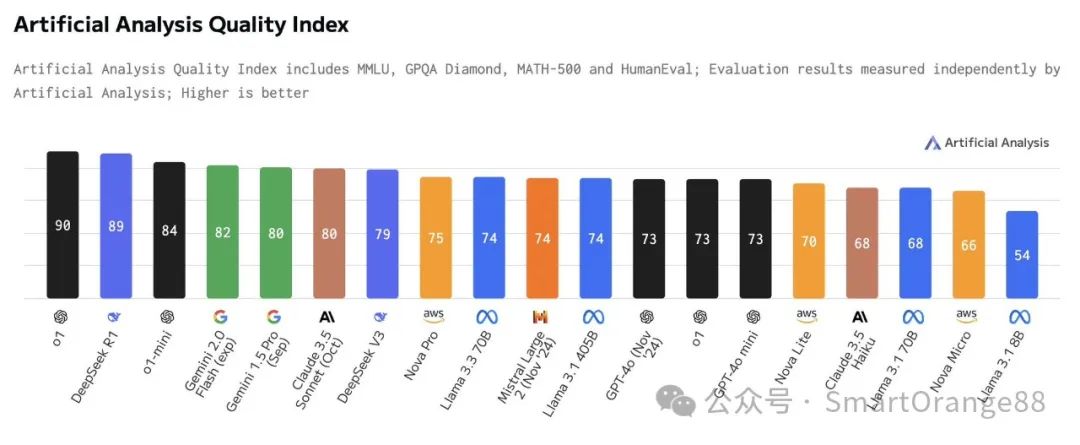 Artificial Analysis Quality Index
Artificial Analysis Quality Index includes MMLU, GPQA Diamond, MATH-500 and HumanEval; Evaluation results measured independently by
Artificial Analysis; Higher is better
Artificial Analysis
90 89 84 82 80 80 79 75 74 74 74 73 73 73 70 68 68 66 54
aws aws aws
o1
DeepSeek R1
o1-mini
Gemini 2.0
Flash (exp)
Gemini 1.5 Pro
(Sep)
Claude 3.5
Sonnet (Oct)
DeepSeek V3
Nova Pro
Llama 3.3 70B
Mistral Large
2 (Nov '24)
Llama 3.1 405B
GPT-4o (Nov
'24)
o1
GPT-4o mini
Nova Lite
Claude 3.5
Haiku
Llama 3.1 70B
Nova Micro
Llama 3.1 8B
公众号 · SmartOrange88